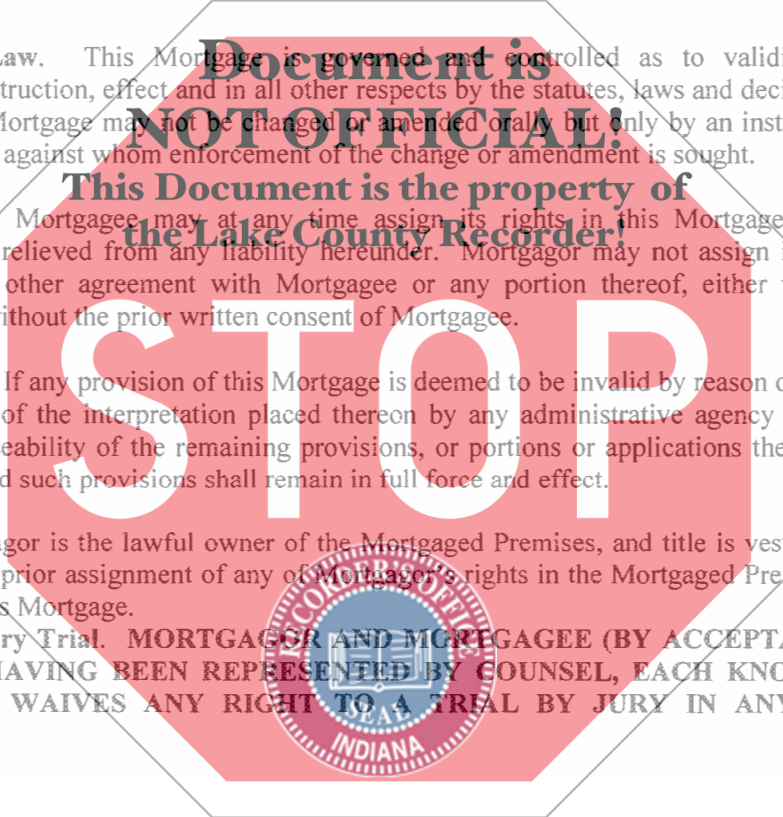 Law. This Mortgage is governed and controlled as to validi
Document is
truction, effect and in all other respects by the statutes, laws and deci
Mortgage may not be changed or amended orally but only by an inst
NOT OFFICIAL!
against whom enforcement of the change or amendment is sought.
This Document is the property of
Mortgagee may at any time assign its rights in this Mortgage
the Lake County Recorder!
relieved from any liability hereunder. Mortgagor may not assign
other agreement with Mortgagee or any portion thereof, either
ithout the prior written consent of Mortgagee.
STOP
If any provision of this Mortgage is deemed to be invalid by reason o
of the interpretation placed thereon by any administrative agency
eability of the remaining provisions, or portions or applications the
d such provisions shall remain in full force and effect.
gor is the lawful owner of the Mortgaged Premises, and title is ves
prior assignment of any of Mortgagor's rights in the Mortgaged Pre
s Mortgage.
ry Trial. MORTGAGOR AND MORTGAGEE (BY ACCEPTA
HAVING BEEN REPRESENTED BY COUNSEL, EACH KNO
WAIVES ANY RIGHT TO A TRIAL BY JURY IN ANY
RECORDER'S OFFICE
SEAL
INDIANA